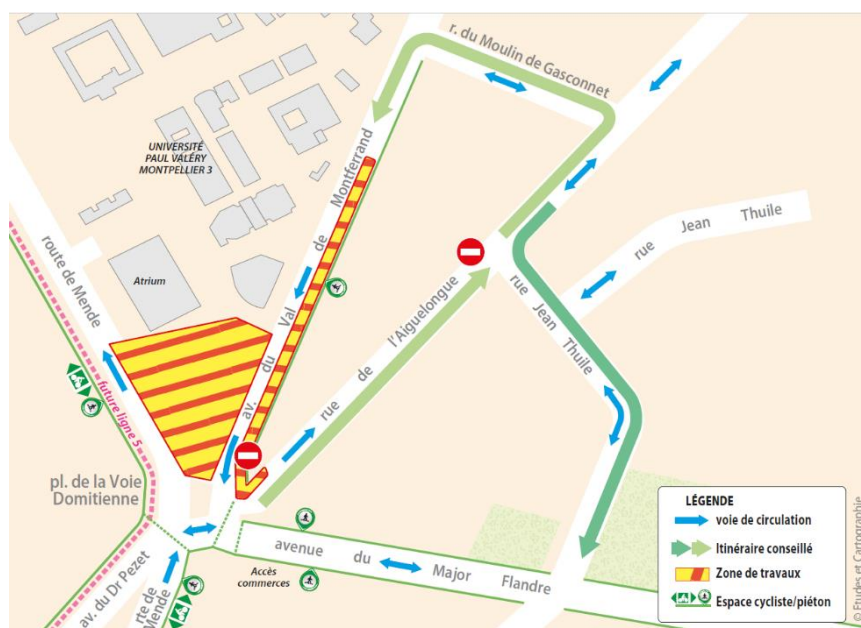 r. du Moulin de Gasconnet
UNIVERSITÉ
PAUL VALÉRY
MONTPELLIER 3
av. du Val de Montferrand
route de Mende
Atrium
rue Jean Thuile
rue Jean Thuile
rue de l'Aiguelongue
future ligne 5
pl. de la Voie
Domitienne
av. du Dr Pezet
rte de
Mende
Accès
commerces
avenue du Major Flandre
LÉGENDE
voie de circulation
Itinéraire conseillé
Zone de travaux
Espace cycliste/piéton
© Etudes et Cartographie